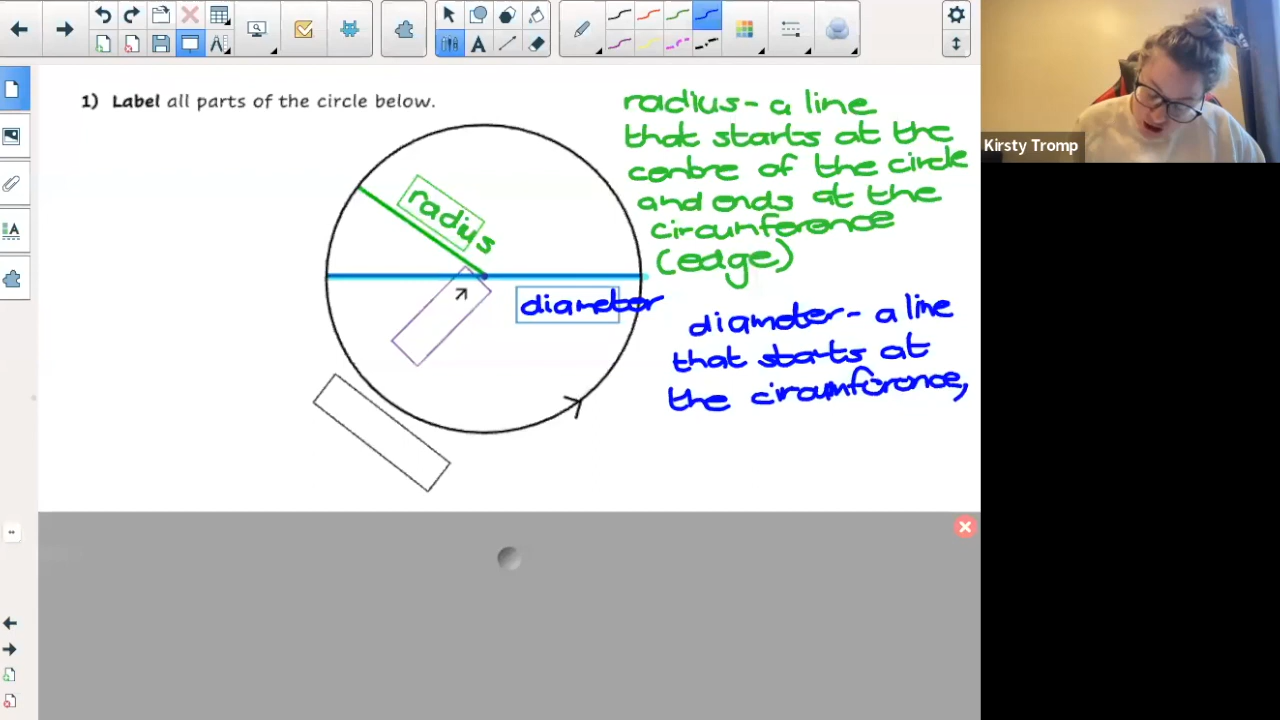 1) Label all parts of the circle below.
radius
diameter
radius - a line
that starts at the
centre of the circle
and ends at the
circumference
(edge)
diameter - a line
that starts at
the circumference,
Kirsty Tromp